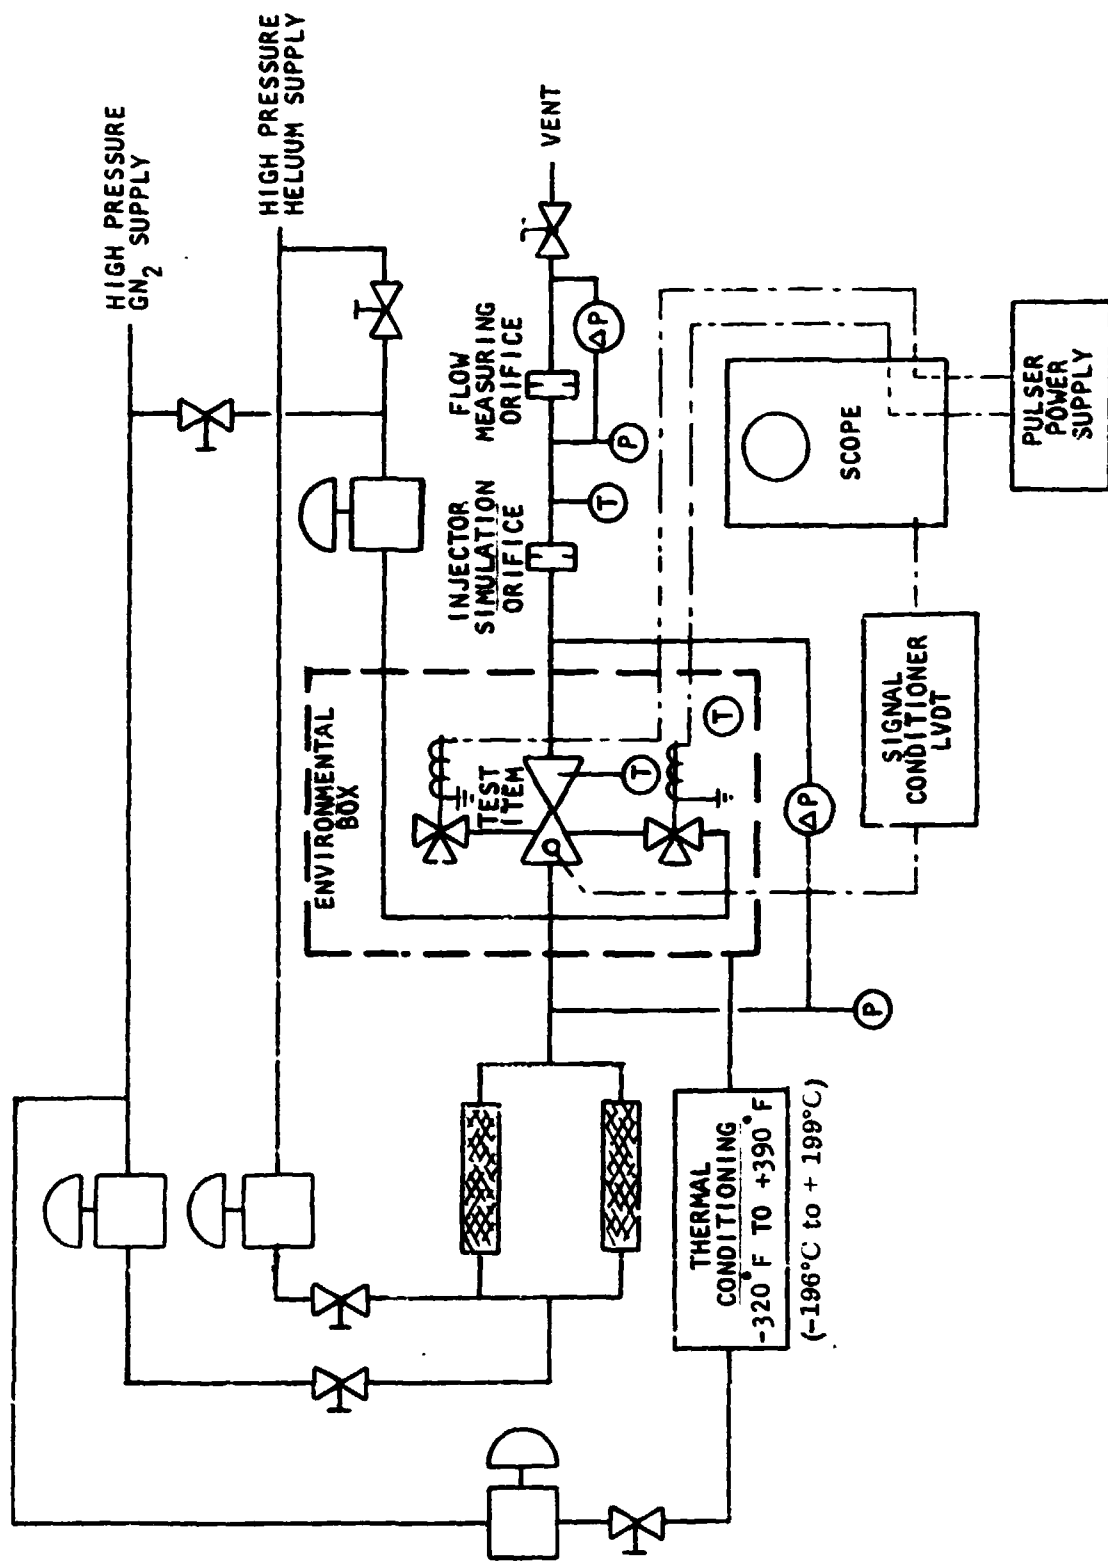 HIGH PRESSURE
GN2 SUPPLY
HIGH PRESSURE
HELUUM SUPPLY
VENT
FLOW
MEASURING
ORIFICE
ΔP
P
INJECTOR
SIMULATION
ORIFICE
T
ENVIRONMENTAL
BOX
TEST
ITEM
T
T
ΔP
P
SCOPE
PULSER
POWER
SUPPLY
SIGNAL
CONDITIONER
LVDT
THERMAL
CONDITIONING
-320°F TO +390°F
(-196°C to + 199°C)